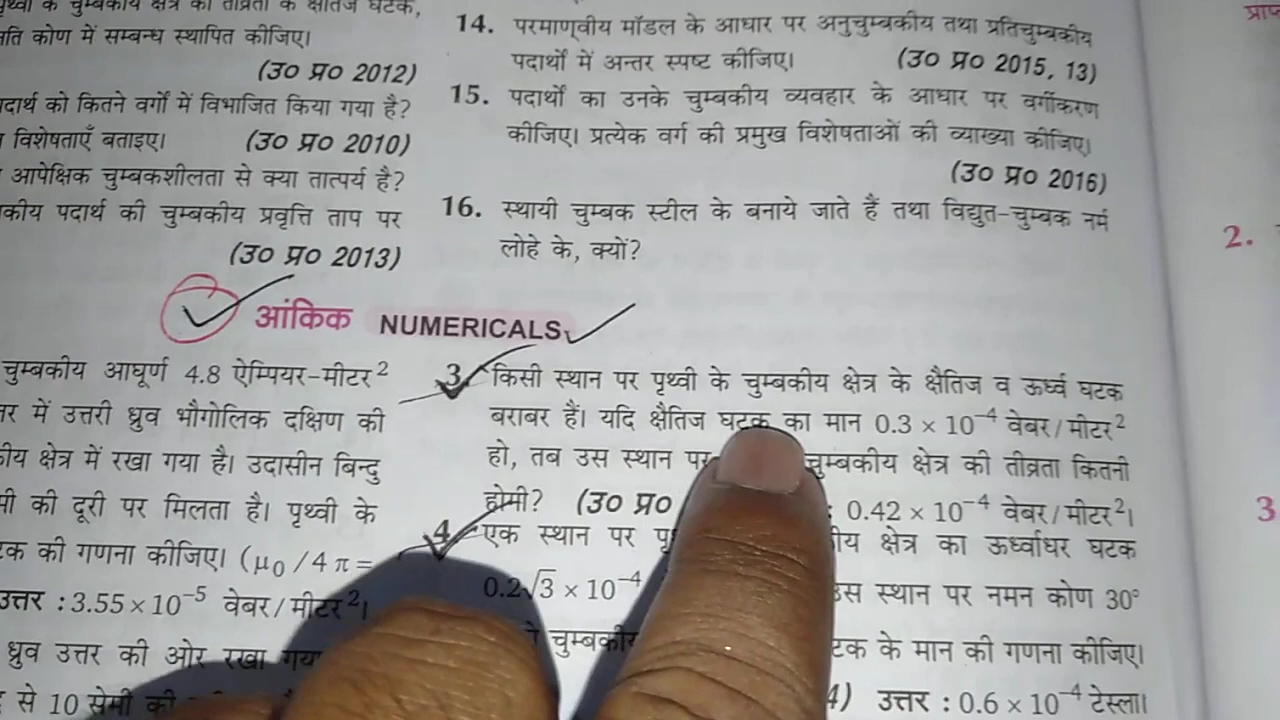 पृथ्वी के चुम्बकीय क्षेत्र की तीव्रता के क्षैतिज घटक,
कोण में सम्बन्ध स्थापित कीजिए।
(उ० प्र० 2012)
को कितने वर्गों में विभाजित किया गया है?
विशेषताएँ बताइए। (उ० प्र० 2010)
आपेक्षिक चुम्बकशीलता से क्या तात्पर्य है?
पदार्थ की चुम्बकीय प्रवृत्ति ताप पर
(उ० प्र० 2013)
14. परमाण्वीय मॉडल के आधार पर अनुचुम्बकीय तथा प्रतिचुम्बकीय
पदार्थों में अन्तर स्पष्ट कीजिए। (उ० प्र० 2015, 13)
15. पदार्थों का उनके चुम्बकीय व्यवहार के आधार पर वर्गीकरण
कीजिए। प्रत्येक वर्ग की प्रमुख विशेषताओं की व्याख्या कीजिए।
(उ० प्र० 2016)
16. स्थायी चुम्बक स्टील के बनाये जाते हैं तथा विद्युत-चुम्बक नर्म
लोहे के, क्यों?
आंकिक NUMERICALS
चुम्बकीय आघूर्ण 4.8 ऐम्पियर-मीटर²
में उत्तरी ध्रुव भौगोलिक दक्षिण की
क्षेत्र में रखा गया है। उदासीन बिन्दु
की दूरी पर मिलता है। पृथ्वी के
की गणना कीजिए। (μ₀/4π =
उत्तर : 3.55 × 10⁻⁵ वेबर/मीटर²।
ध्रुव उत्तर की ओर रखा गया
से 10 सेमी की
3. किसी स्थान पर पृथ्वी के चुम्बकीय क्षेत्र के क्षैतिज व ऊर्ध्व घटक
बराबर हैं। यदि क्षैतिज घटक का मान 0.3 × 10⁻⁴ वेबर/मीटर²
हो, तब उस स्थान पर चुम्बकीय क्षेत्र की तीव्रता कितनी
होगी? (उ० प्र० : 0.42 × 10⁻⁴ वेबर/मीटर²।
4. एक स्थान पर क्षेत्र का ऊर्ध्वाधर घटक
0.2√3 × 10⁻⁴ उस स्थान पर नमन कोण 30°
चुम्बकीय के मान की गणना कीजिए।
उत्तर : 0.6 × 10⁻⁴ टेस्ला।
2.
3